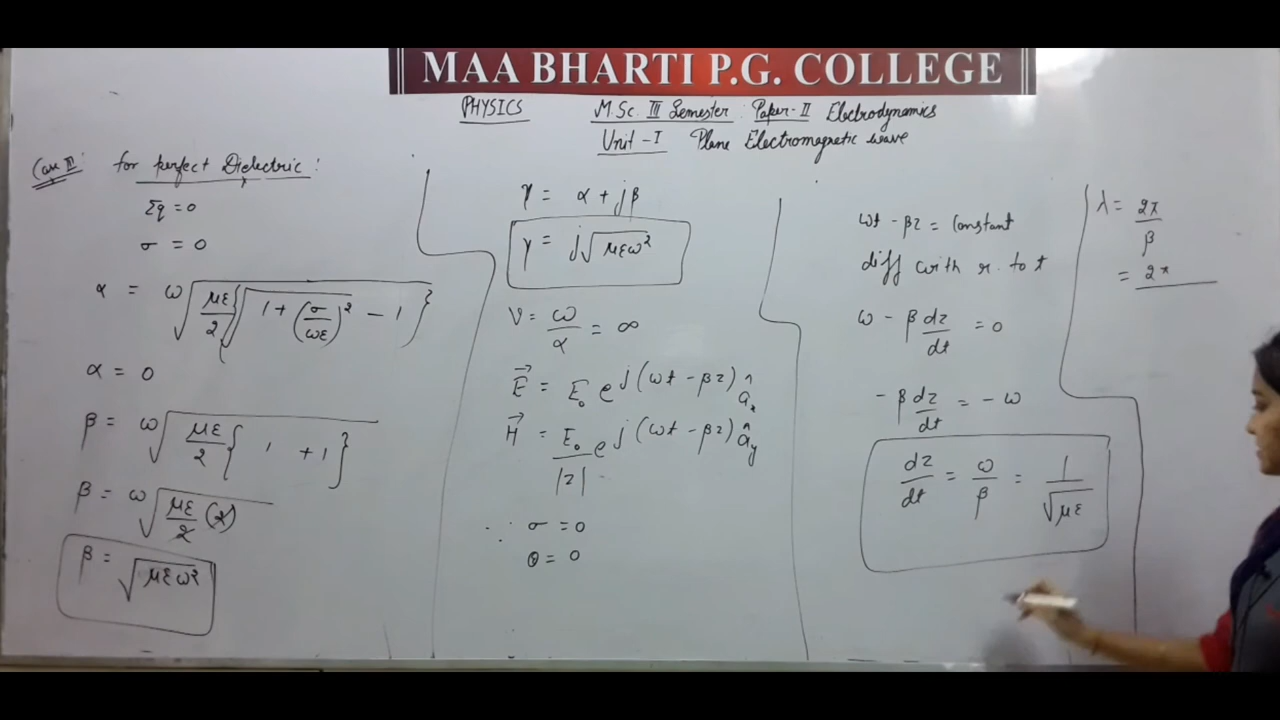 MAA BHARTI P.G. COLLEGE
PHYSICS M.Sc. III Semester : Paper-II Electrodynamics
Unit-I Plane Electromagnetic wave
Case II : for perfect Dielectric :
Σq = 0
σ = 0
α = ω√(με/2 {√(1 + (σ/ωε)²) − 1})
α = 0
β = ω√(με/2 {1 + 1})
β = ω√(με/2 (2))
β = √(μεω²)
γ = α + jβ
γ = j√(μεω²)
V = ω/α = ∞
E⃗ = E₀ e^j(ωt − βz) â_x
H⃗ = E₀/|z| e^j(ωt − βz) â_y
∵ σ = 0
θ = 0
ωt − βz = Constant
diff with r. to t
ω − β dz/dt = 0
− β dz/dt = − ω
dz/dt = ω/β = 1/√(με)
λ = 2π/β
= 2π